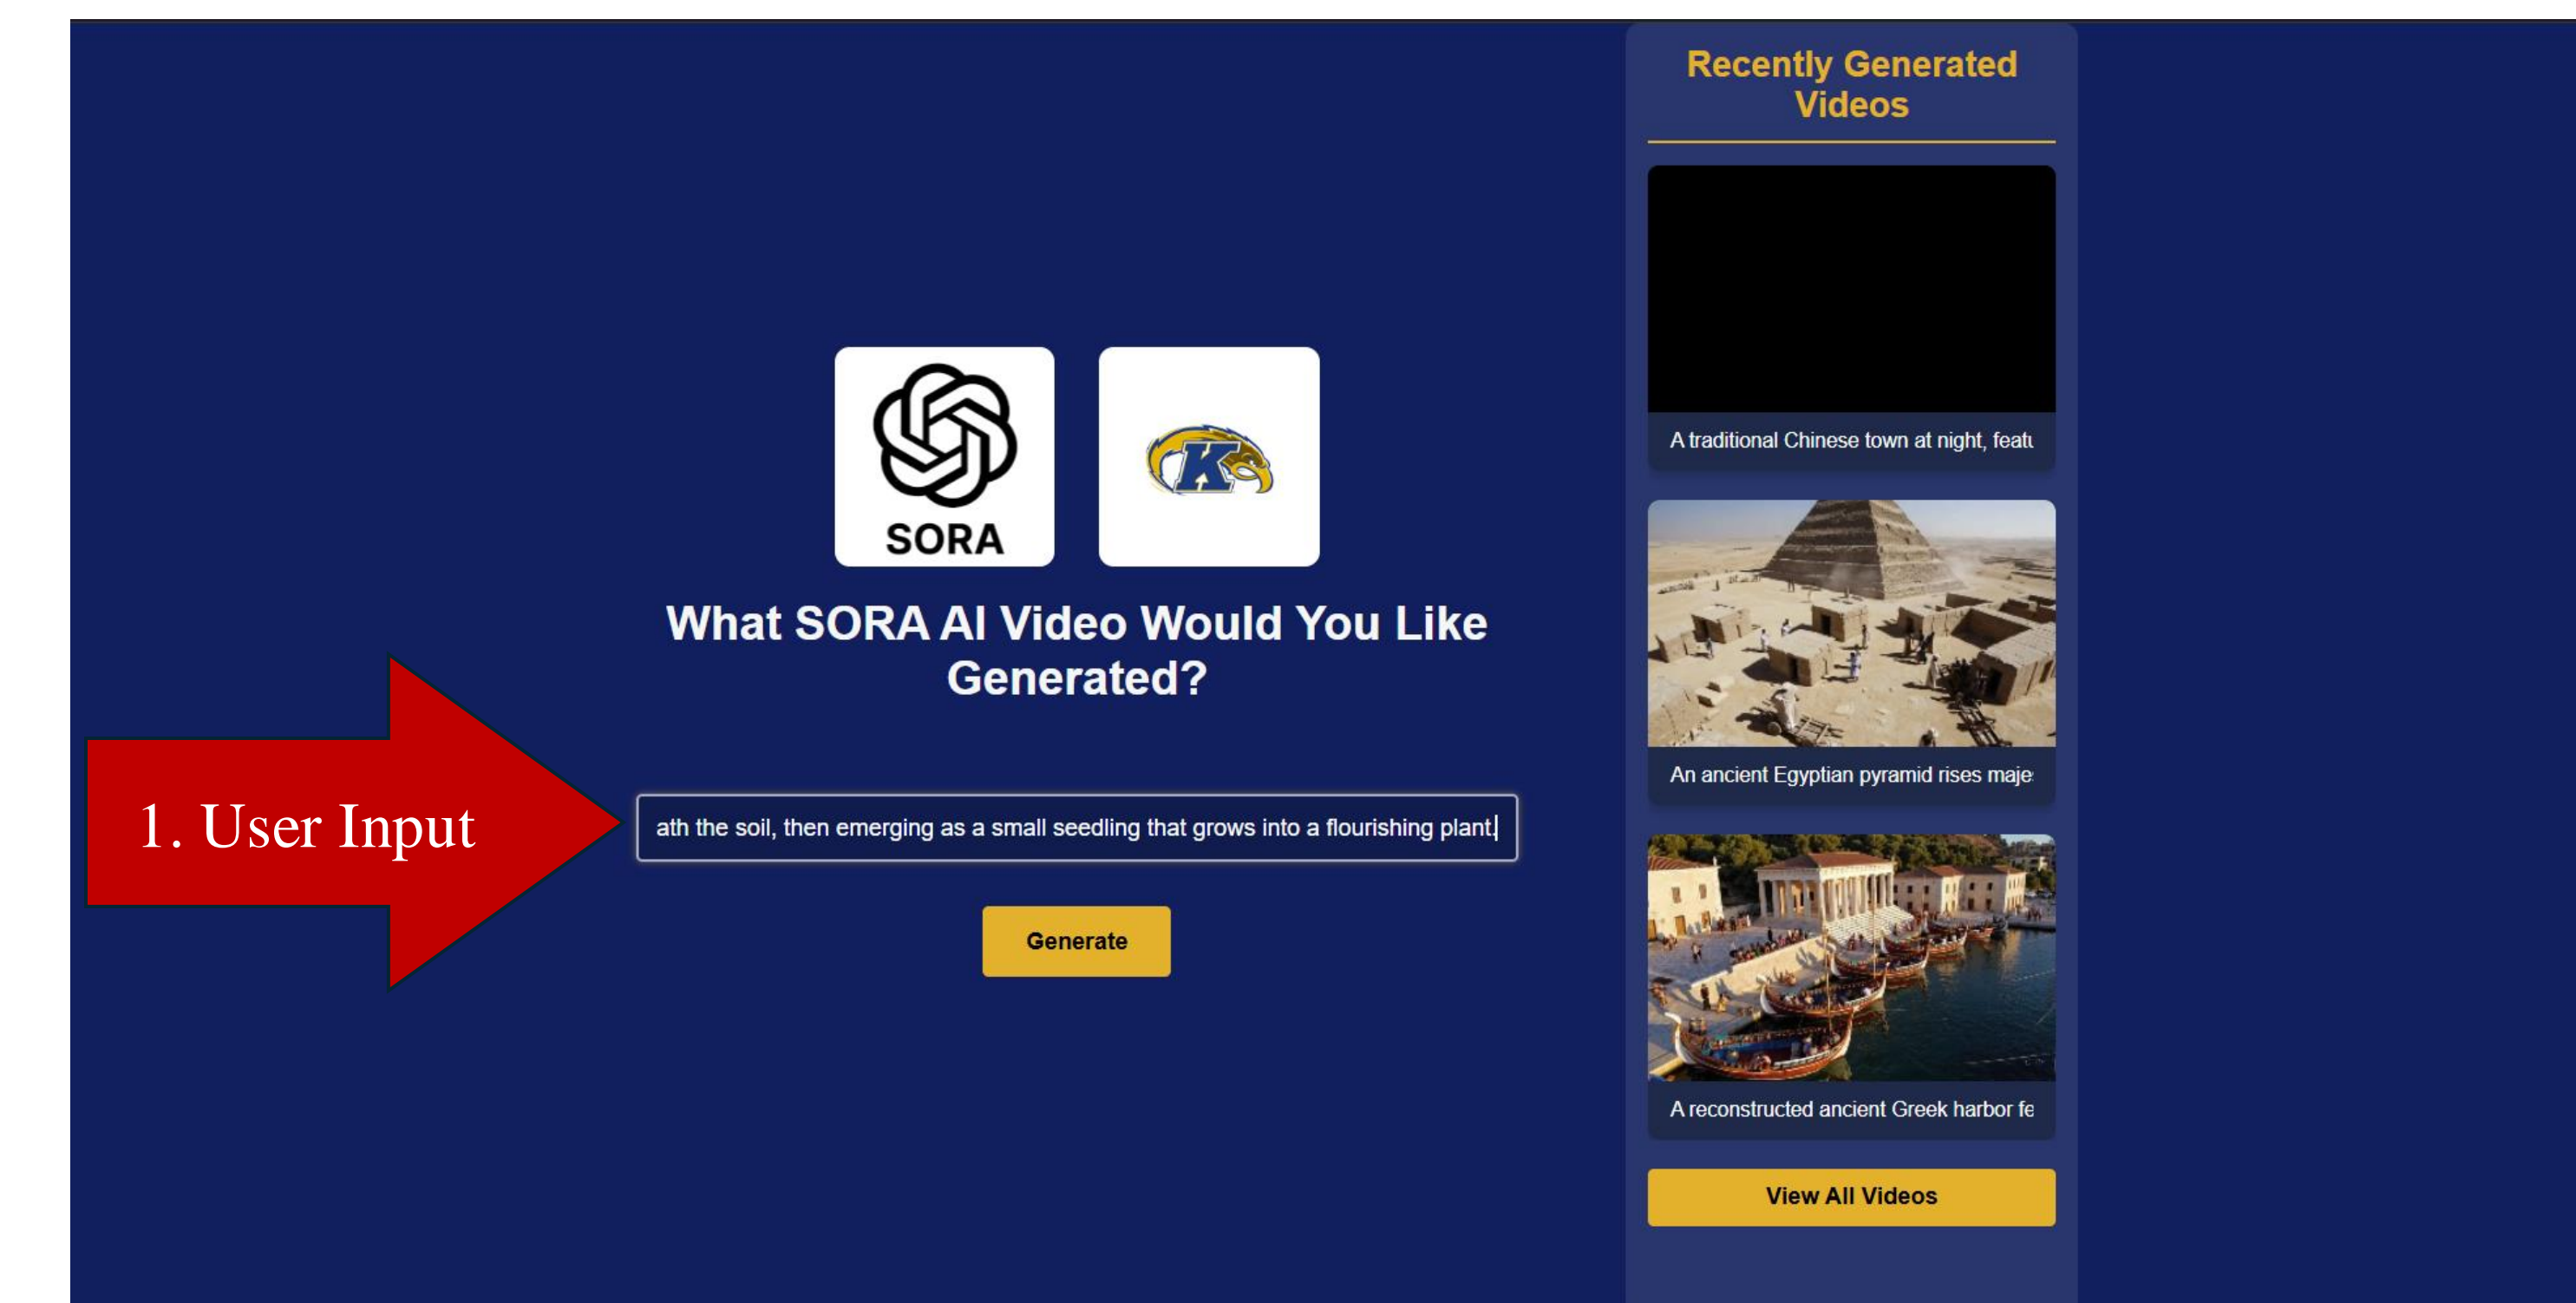 Recently Generated
Videos
A traditional Chinese town at night, featu
An ancient Egyptian pyramid rises maje
A reconstructed ancient Greek harbor fe
View All Videos
SORA
K
What SORA AI Video Would You Like
Generated?
1. User Input
ath the soil, then emerging as a small seedling that grows into a flourishing plant.
Generate